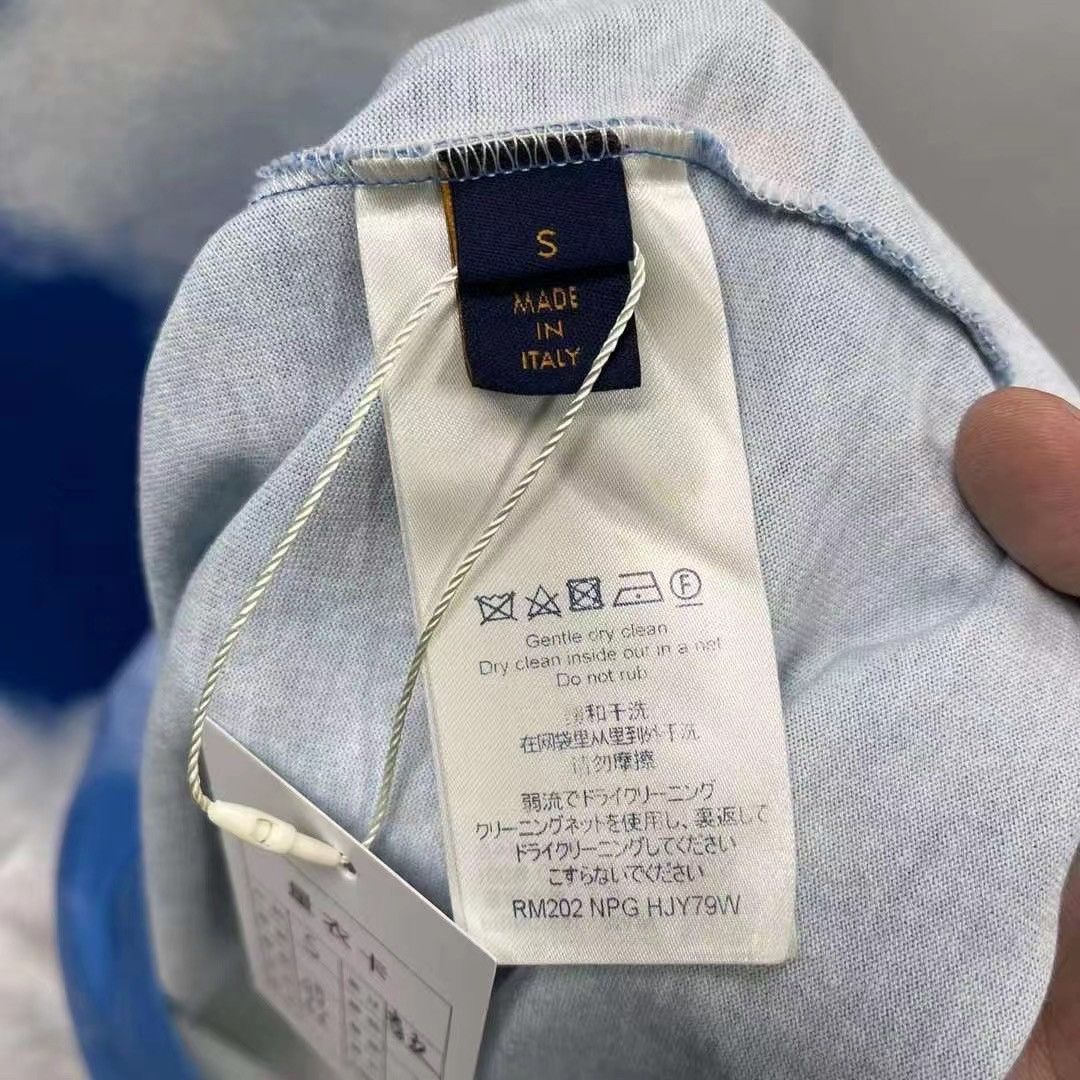 S
MADE
IN
ITALY
F
Gentle dry clean
Dry clean inside out in a net
Do not rub
和干洗
在网袋里从里到外干洗
请勿摩擦
弱流でドライクリーニング
クリーニングネットを使用し、裏返して
ドライクリーニングしてください
こすらないでください
RM202 NPG HJY79W
衣卡
S